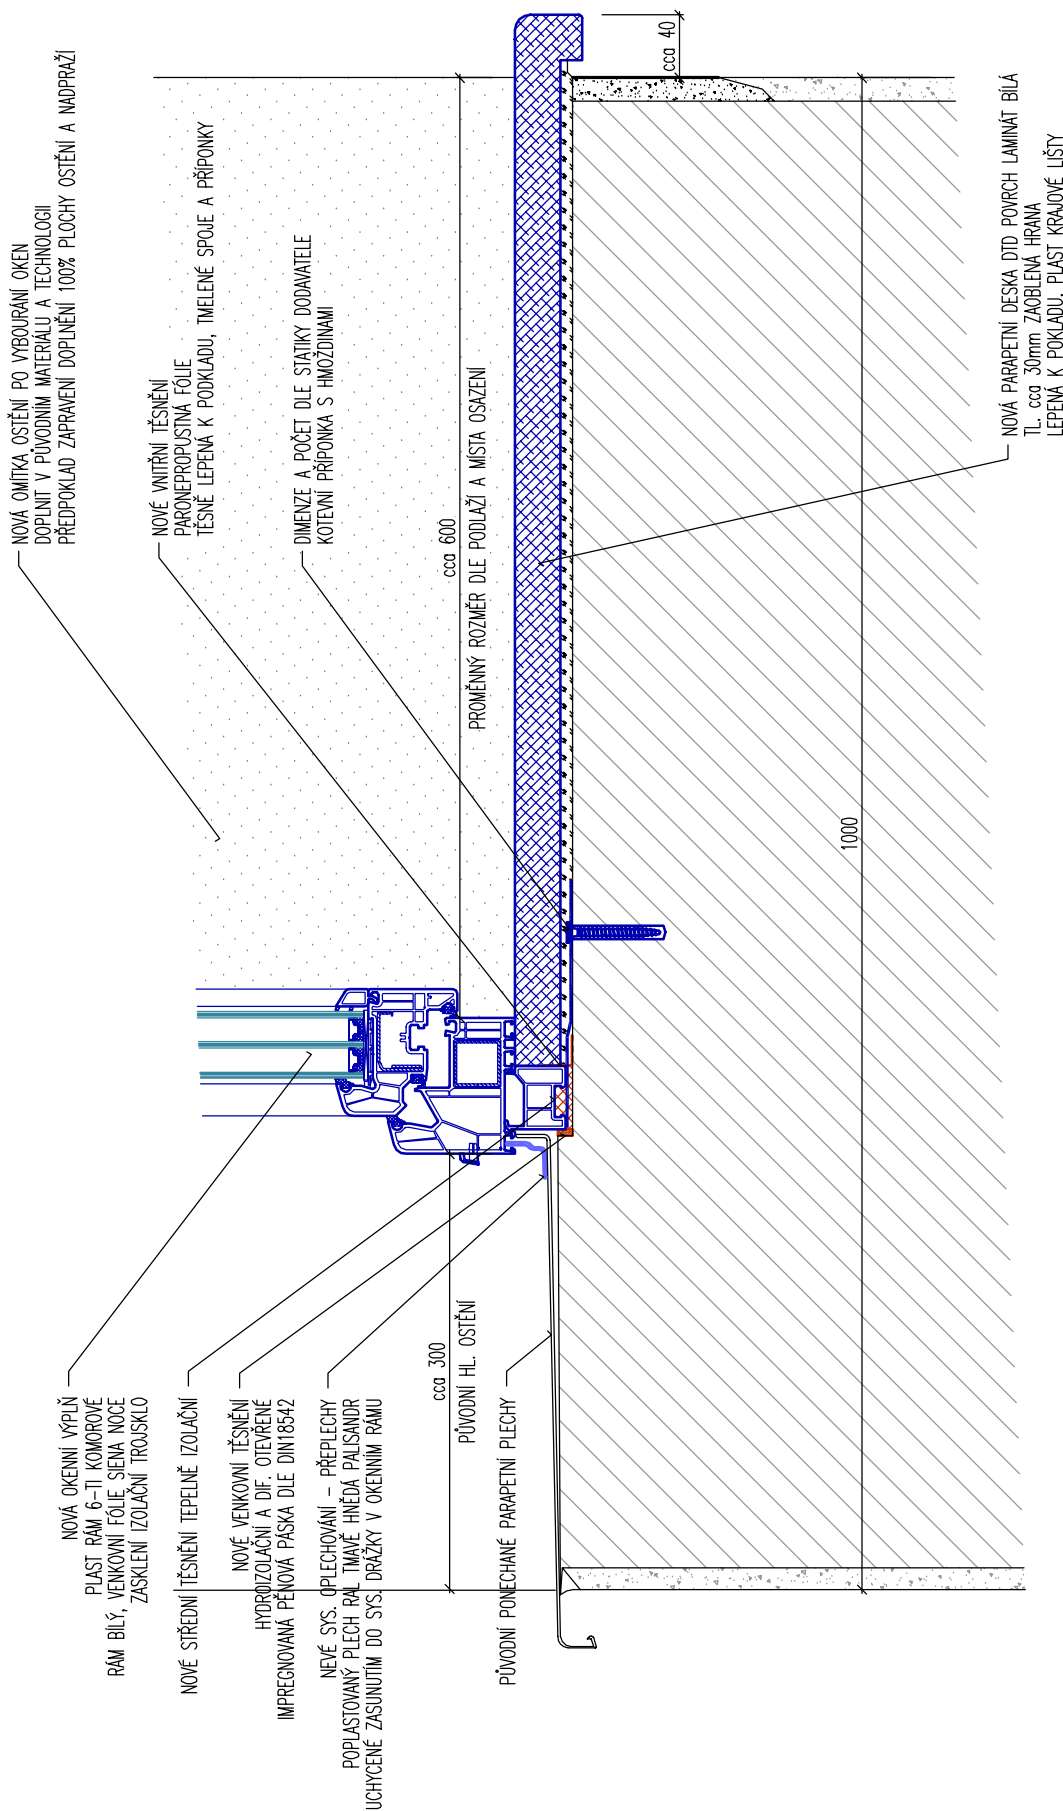 NOVÁ OMÍTKA OSTĚNÍ PO VYBOURÁNÍ OKEN
DOPLNIT V PŮVODNÍM MATERIÁLU A TECHNOLOGII
PŘEDPOKLAD ZAPRAVENÍ DOPLNĚNÍ 100% PLOCHY OSTĚNÍ A NADPRAŽÍ
NOVÉ VNITŘNÍ TĚSNĚNÍ
PARONEPROPUSTNÁ FÓLIE
TĚSNĚ LEPENÁ K PODKLADU, TMELENÉ SPOJE A PŘÍPONKY
DIMENZE A POČET DLE STATIKY DODAVATELE
KOTEVNÍ PŘÍPONKA S HMOŽDINAMI
cca 600
PROMĚNNÝ ROZMĚR DLE PODLAŽÍ A MÍSTA OSAZENÍ
cca 40
1000
NOVÁ PARAPETNÍ DESKA DTD POVRCH LAMINÁT BÍLÁ
TL. cca 30mm ZAOBLENÁ HRANA
LEPENÁ K POKLADU, PLAST KRAJOVÉ LIŠTY
NOVÁ OKENNÍ VÝPLŇ
PLAST RÁM 6-TI KOMOROVÉ
RÁM BÍLÝ, VENKOVNÍ FÓLIE SIENA NOCE
ZASKLENÍ IZOLAČNÍ TROJSKLO
NOVÉ STŘEDNÍ TĚSNĚNÍ TEPELNĚ IZOLAČNÍ
NOVÉ VENKOVNÍ TĚSNĚNÍ
HYDROIZOLAČNÍ A DIF. OTEVŘENÉ
IMPREGNOVANÁ PĚNOVÁ PÁSKA DLE DIN18542
NEVÉ SYS. OPLECHOVÁNÍ - PŘEPLECHY
POPLASTOVANÝ PLECH RAL TMAVĚ HNĚDÁ PALISANDR
UCHYCENÉ ZASUNUTÍM DO SYS. DRÁŽKY V OKENNIM RÁMU
cca 300
PŮVODNÍ HL. OSTĚNÍ
PŮVODNÍ PONECHANÉ PARAPETNÍ PLECHY